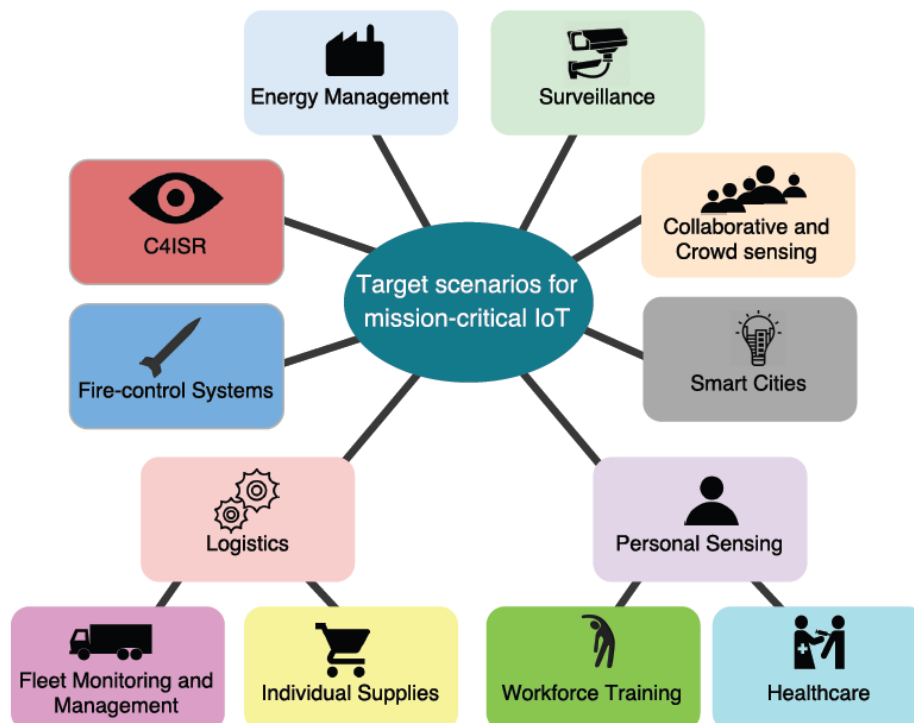 Energy Management
Surveillance
C4ISR
Collaborative and
Crowd sensing
Target scenarios for
mission-critical IoT
Fire-control Systems
Smart Cities
Logistics
Personal Sensing
Fleet Monitoring and
Management
Individual Supplies
Workforce Training
Healthcare